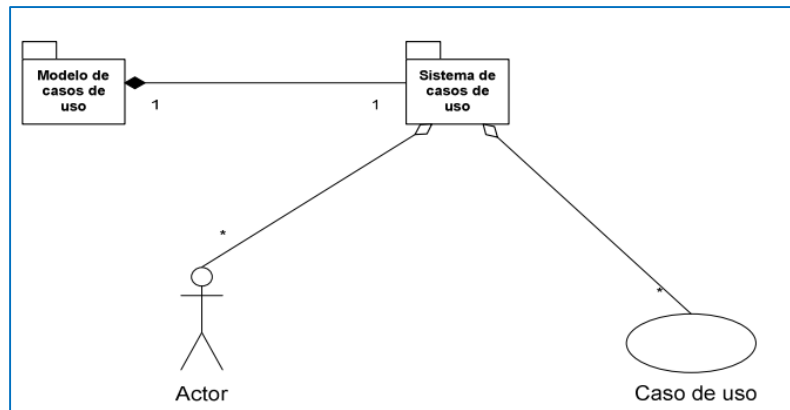 Modelo de
casos de
uso
Sistema de
casos de
uso
1
1
*
*
Actor
Caso de uso